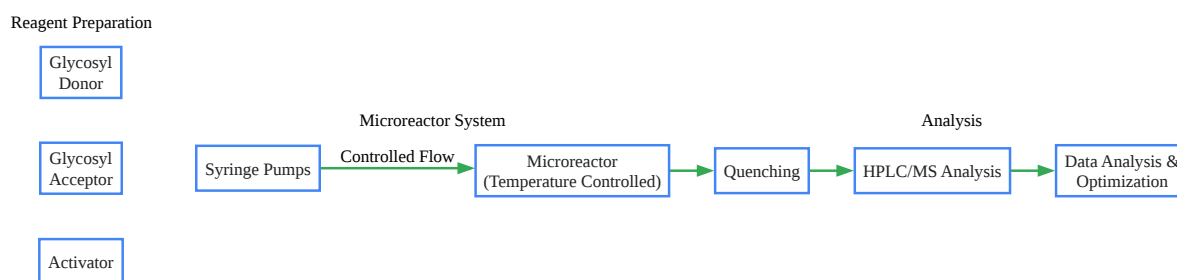 Reagent Preparation
Glycosyl
Donor
Glycosyl
Acceptor
Activator
Microreactor System
Syringe Pumps
Controlled Flow
Microreactor
(Temperature Controlled)
Quenching
Analysis
HPLC/MS Analysis
Data Analysis &
Optimization